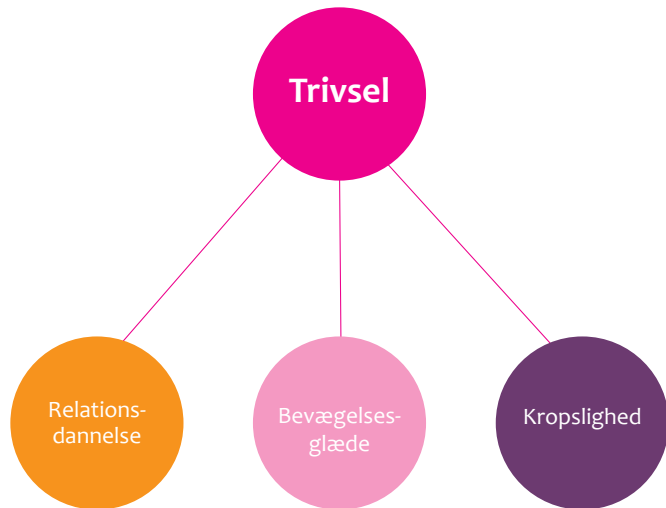 Trivsel
Relations-
dannelse
Bevægelses-
glæde
Kropslighed